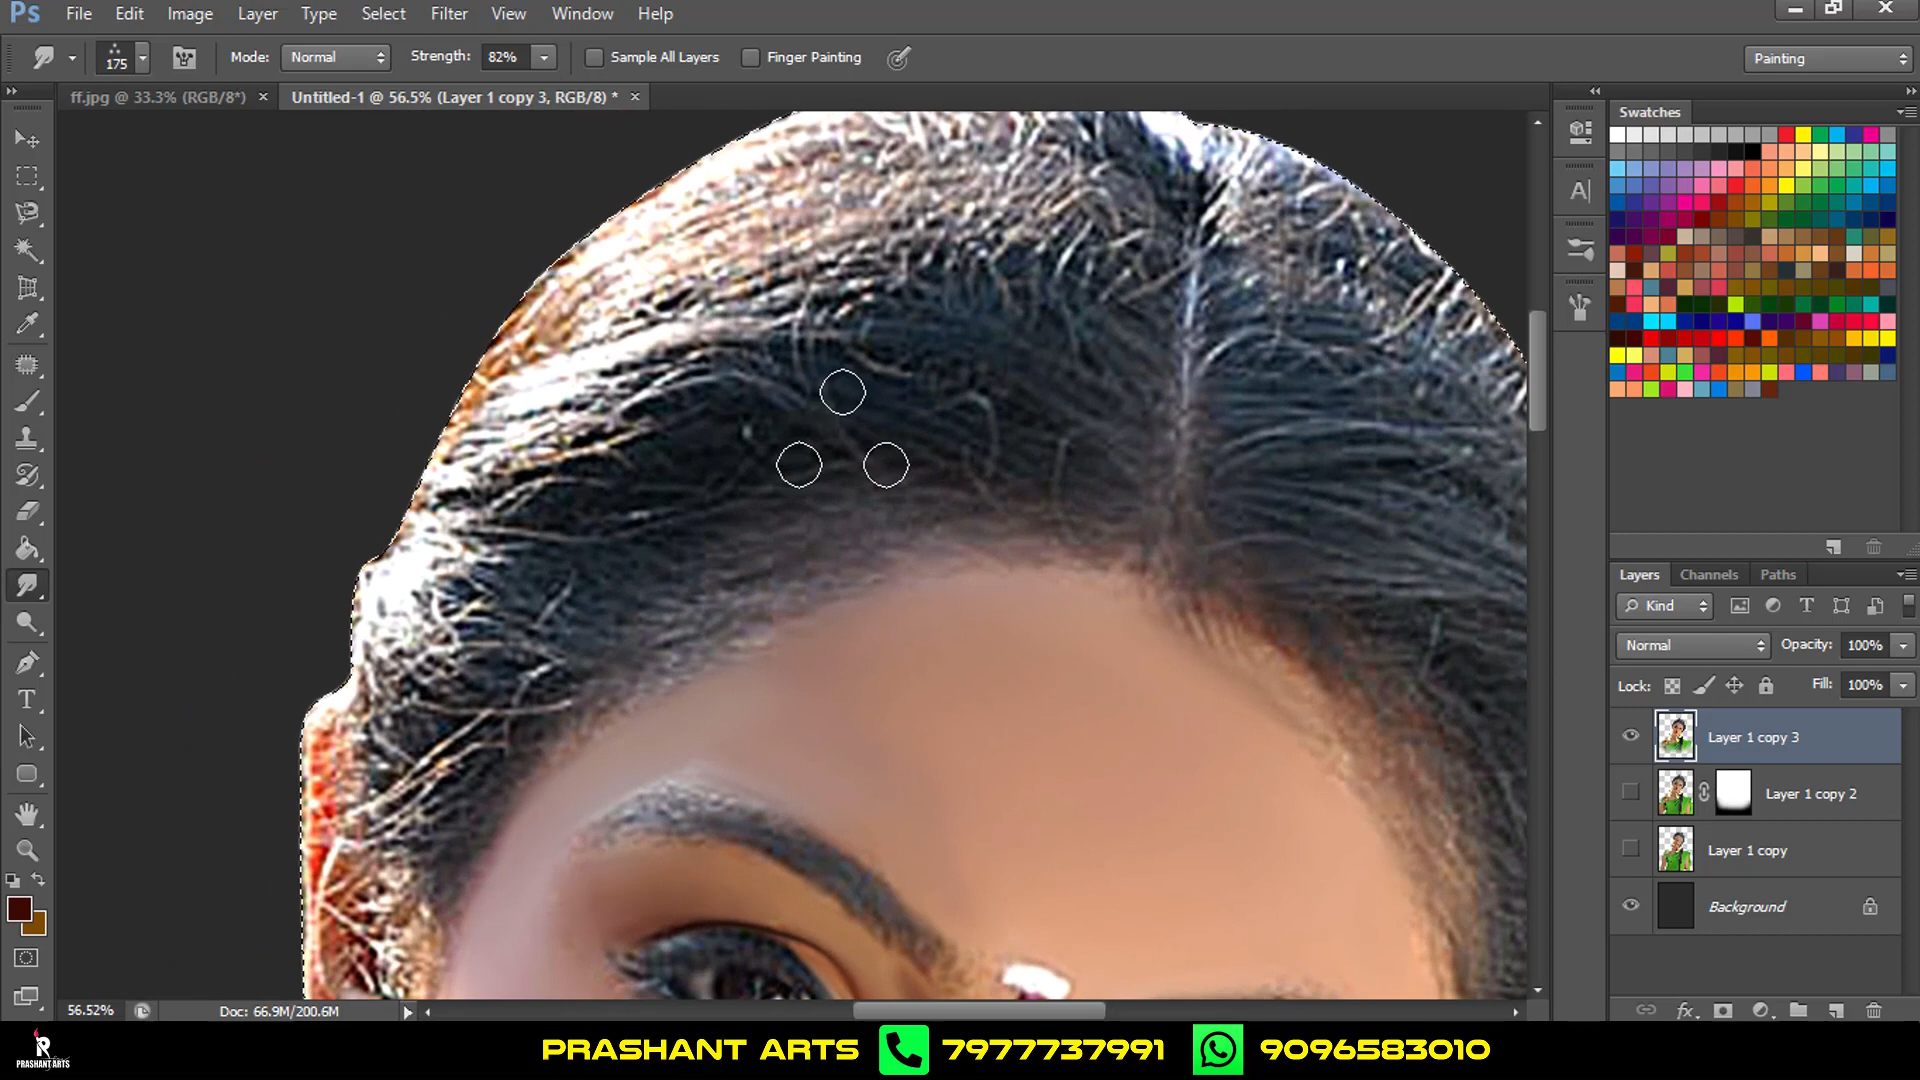 Ps File Edit Image Layer Type Select Filter View Window Help
175 Mode: Normal Strength: 82% Sample All Layers Finger Painting Painting
ff.jpg @ 33.3% (RGB/8*) × Untitled-1 @ 56.5% (Layer 1 copy 3, RGB/8) * ×
Swatches
Layers Channels Paths
Kind
Normal Opacity: 100%
Lock: Fill: 100%
Layer 1 copy 3
Layer 1 copy 2
Layer 1 copy
Background
56.52% Doc: 66.9M/200.6M
PRASHANT ARTS 7977737991 9096583010
PRASHANT ARTS